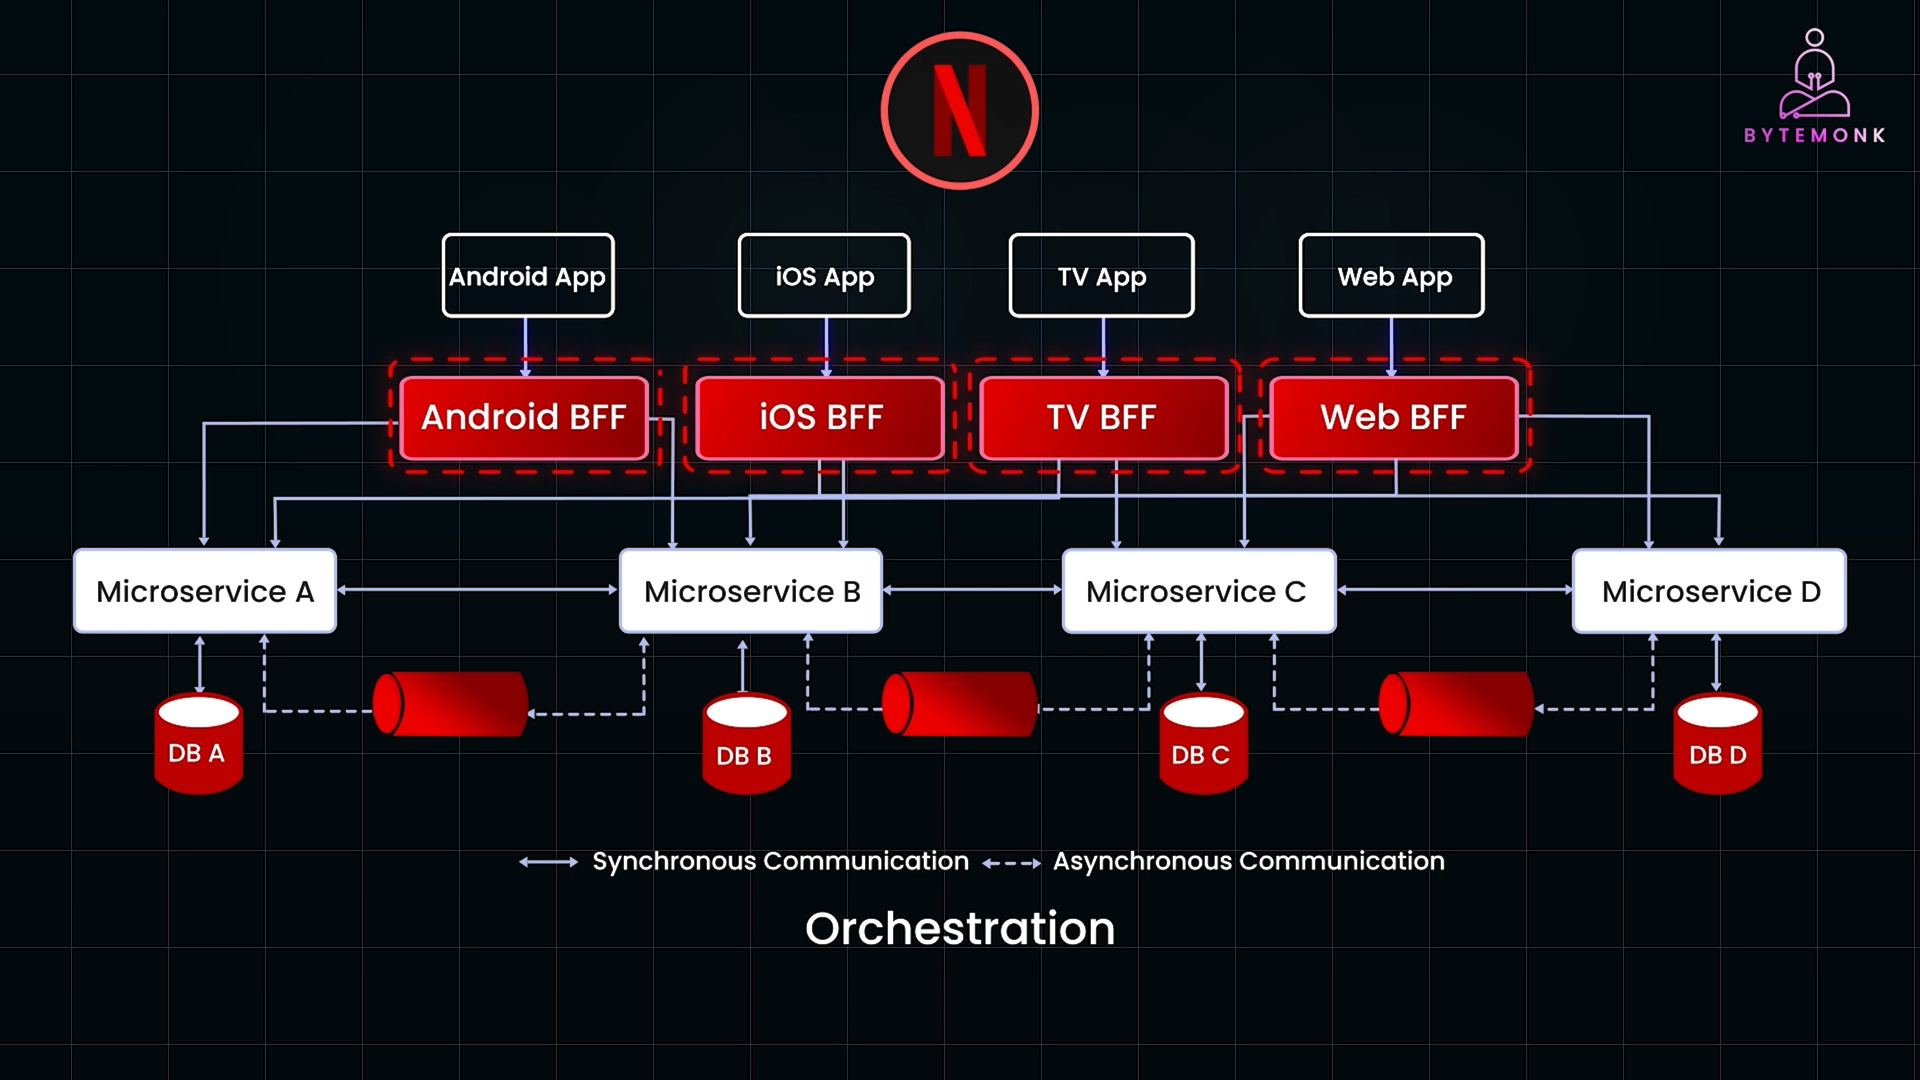 N
BYTEMONK
Android App
iOS App
TV App
Web App
Android BFF
iOS BFF
TV BFF
Web BFF
Microservice A
Microservice B
Microservice C
Microservice D
DB A
DB B
DB C
DB D
Synchronous Communication
Asynchronous Communication
Orchestration